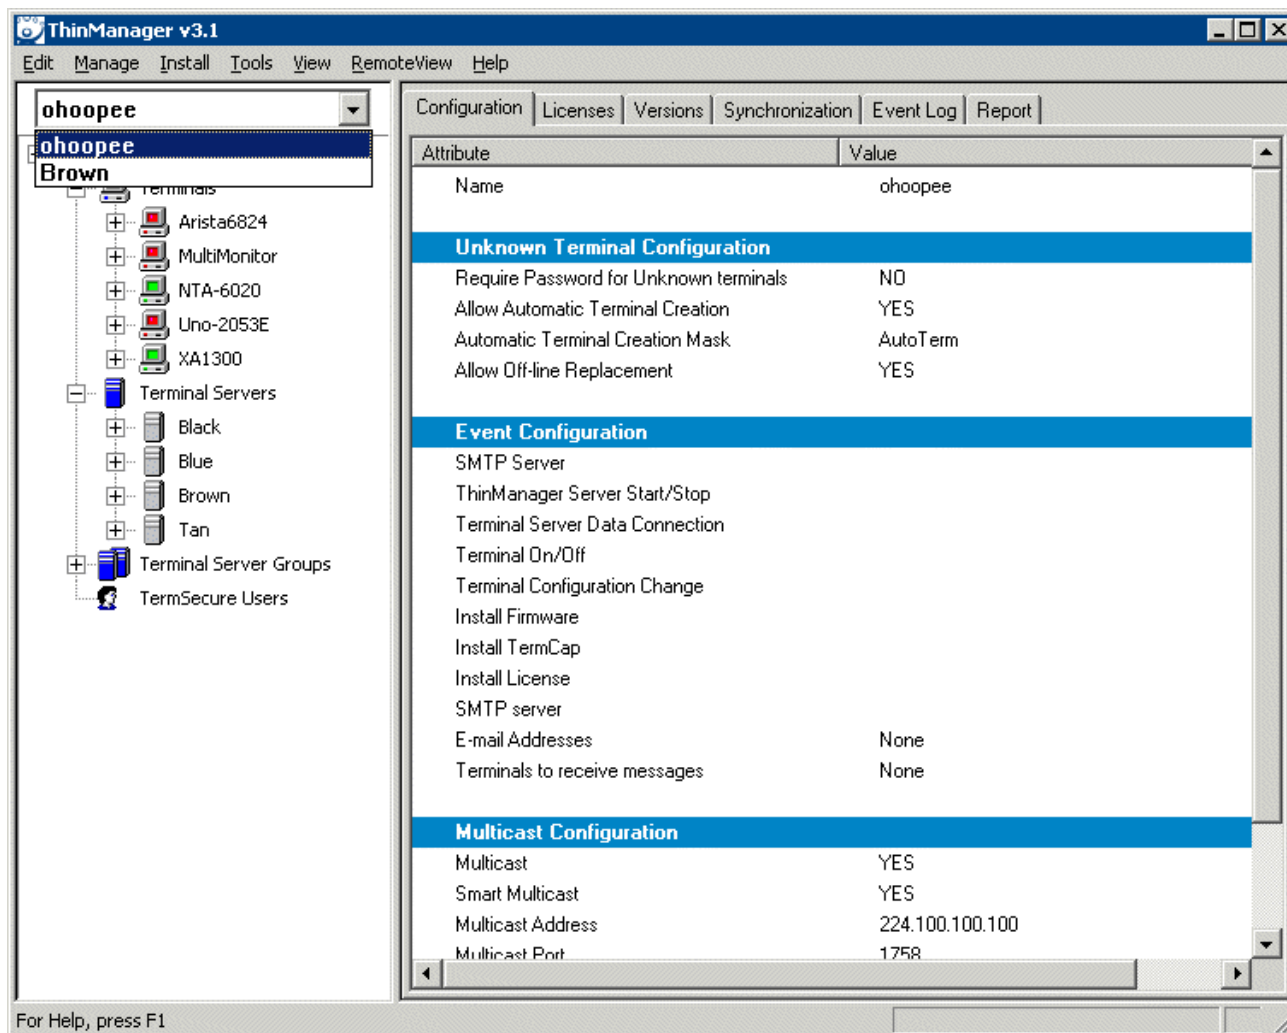 ThinManager v3.1
Edit Manage Install Tools View RemoteView Help
ohoopee
ohoopee
Brown
Terminals
Arista6824
MultiMonitor
NTA-6020
Uno-2053E
XA1300
Terminal Servers
Black
Blue
Brown
Tan
Terminal Server Groups
TermSecure Users
Configuration Licenses Versions Synchronization Event Log Report
Attribute Value
Name ohoopee
Unknown Terminal Configuration
Require Password for Unknown terminals NO
Allow Automatic Terminal Creation YES
Automatic Terminal Creation Mask AutoTerm
Allow Off-line Replacement YES
Event Configuration
SMTP Server
ThinManager Server Start/Stop
Terminal Server Data Connection
Terminal On/Off
Terminal Configuration Change
Install Firmware
Install TermCap
Install License
SMTP server
E-mail Addresses None
Terminals to receive messages None
Multicast Configuration
Multicast YES
Smart Multicast YES
Multicast Address 224.100.100.100
Multicast Port 1758
For Help, press F1